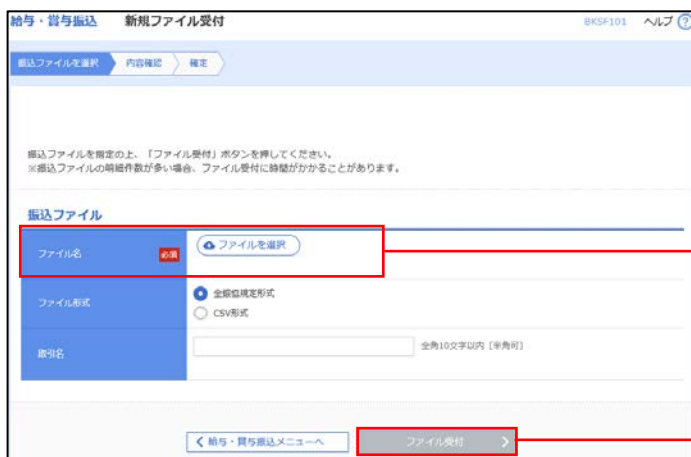 給与・賞与振込 新規ファイル受付 BKSF101 ヘルプ ?
振込ファイルを選択 内容確認 確定
振込ファイルを指定の上、「ファイル受付」ボタンを押してください。
※振込ファイルの明細件数が多い場合、ファイル受付に時間がかかることがあります。
振込ファイル
ファイル名 必須 ファイルを選択
ファイル形式 全銀協規定形式
CSV形式
取引名 全角10文字以内［半角可］
給与・賞与振込メニューへ ファイル受付